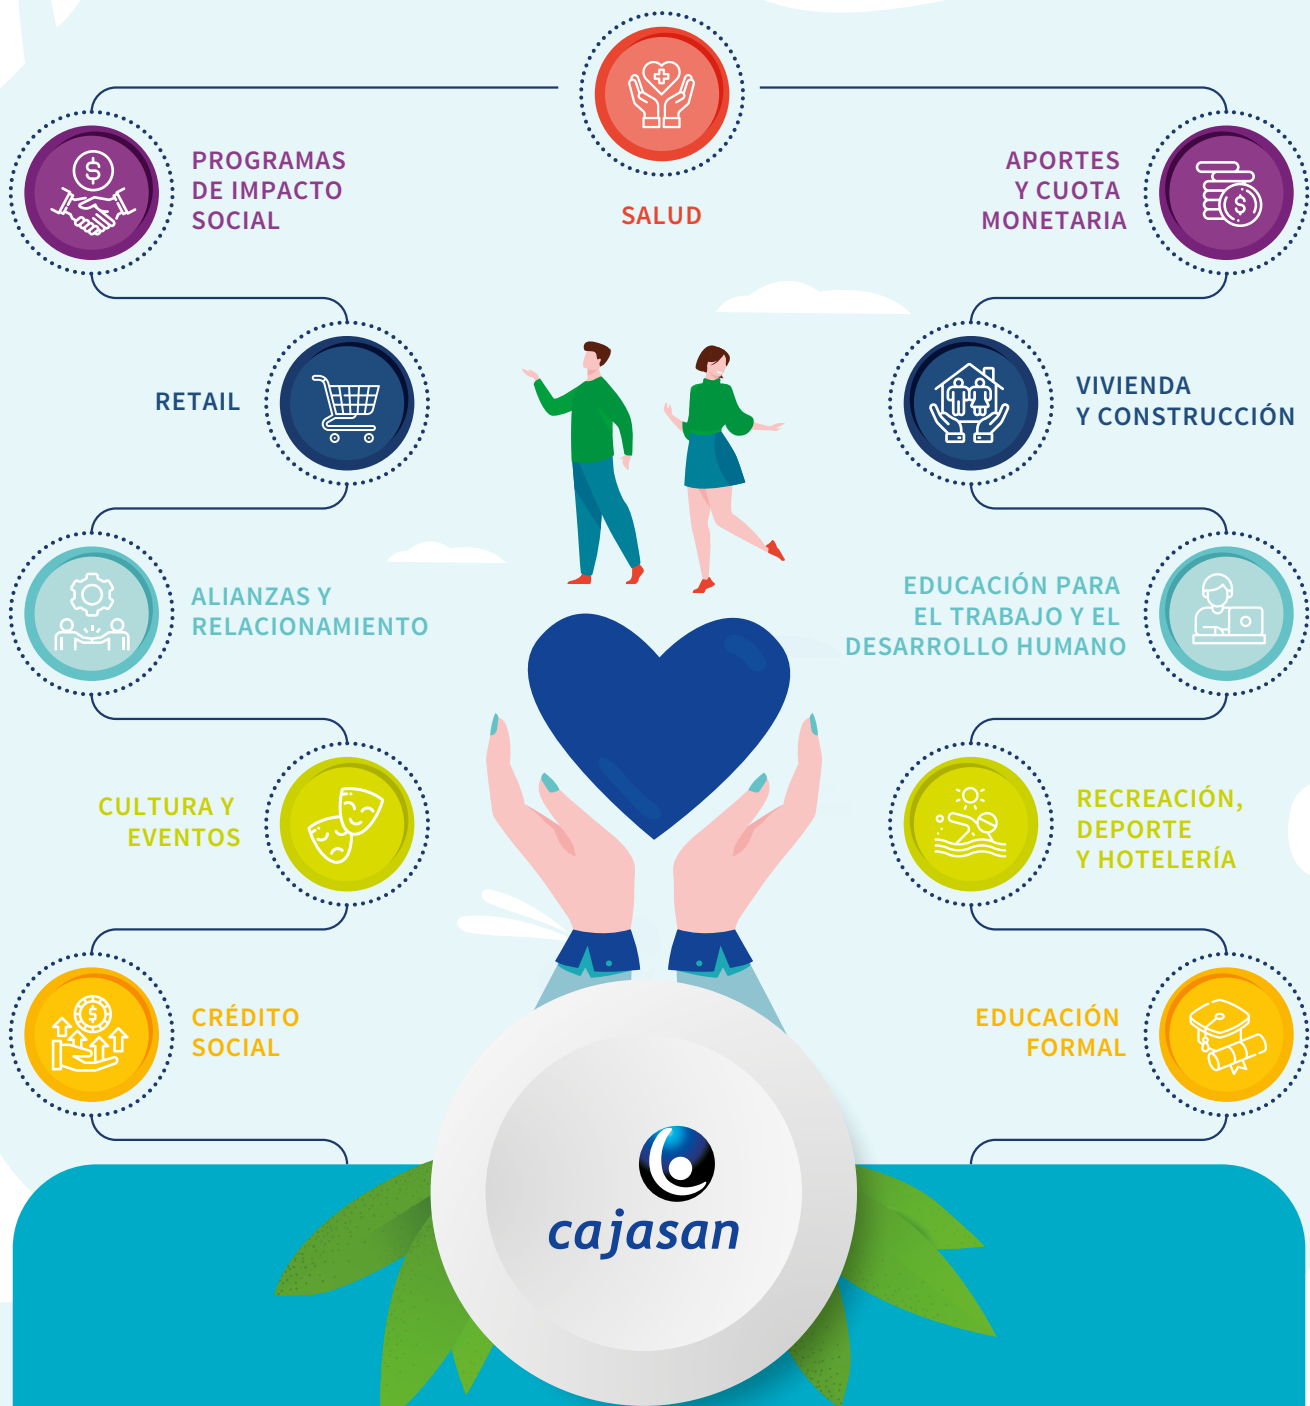 SALUD
PROGRAMAS
DE IMPACTO
SOCIAL
APORTES
Y CUOTA
MONETARIA
RETAIL
VIVIENDA
Y CONSTRUCCIÓN
ALIANZAS Y
RELACIONAMIENTO
EDUCACIÓN PARA
EL TRABAJO Y EL
DESARROLLO HUMANO
CULTURA Y
EVENTOS
RECREACIÓN,
DEPORTE
Y HOTELERÍA
CRÉDITO
SOCIAL
EDUCACIÓN
FORMAL
cajasan